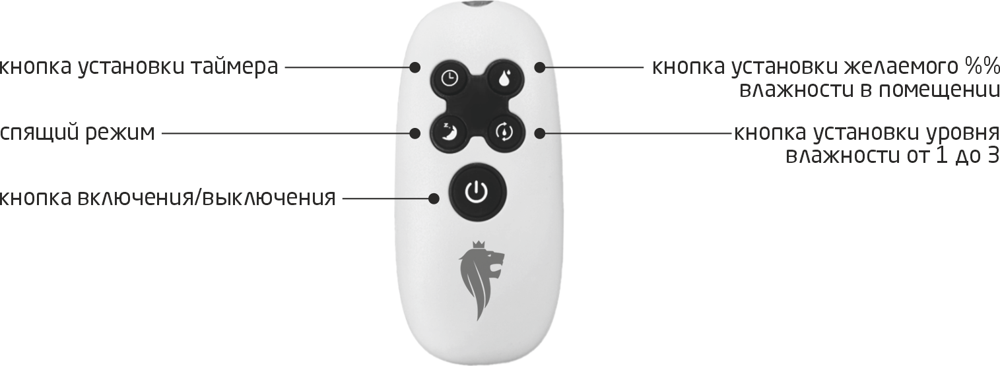 кнопка установки таймера
кнопка установки желаемого %%
влажности в помещении
спящий режим
кнопка установки уровня
влажности от 1 до 3
кнопка включения/выключения